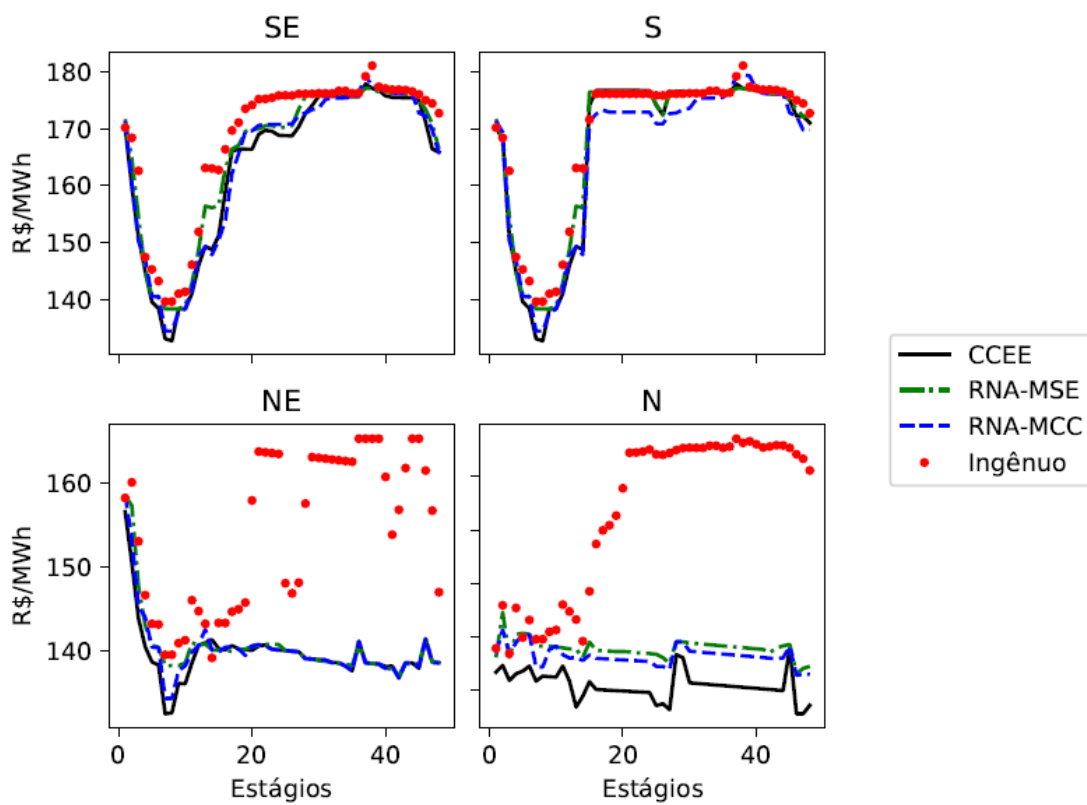 SE
S
180
170
160
150
140
R$/MWh
CCEE
RNA-MSE
RNA-MCC
Ingênuo
NE
N
160
150
140
R$/MWh
0
20
40
0
20
40
Estágios
Estágios